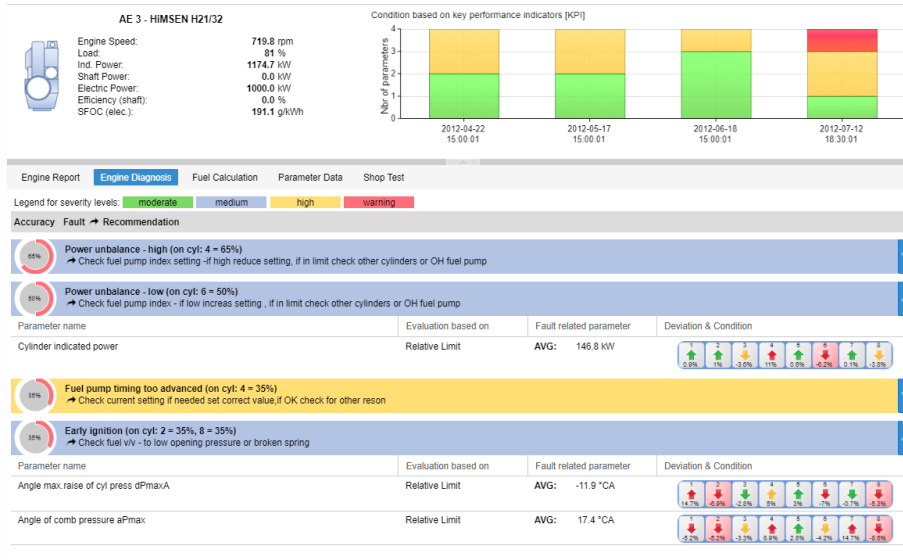 AE 3 - HiMSEN H21/32
Engine Speed: 719.8 rpm
Load: 81 %
Ind. Power: 1174.7 kW
Shaft Power: 0.0 kW
Electric Power: 1000.0 kW
Efficiency (shaft): 0.0 %
SFOC (elec.): 191.1 g/kWh
Condition based on key performance indicators [KPI]
Nbr of parameters
4
3
2
1
0
2012-04-22 15:00:01
2012-05-17 15:00:01
2012-06-18 15:00:01
2012-07-12 18:30:01
Engine Report Engine Diagnosis Fuel Calculation Parameter Data Shop Test
Legend for severity levels: moderate medium high warning
Accuracy Fault ➔ Recommendation
65% Power unbalance - high (on cyl: 4 = 65%)
➔ Check fuel pump index setting -if high reduce setting, if in limit check other cylinders or OH fuel pump
50% Power unbalance - low (on cyl: 6 = 50%)
➔ Check fuel pump index - if low increas setting , if in limit check other cylinders or OH fuel pump
Parameter name Evaluation based on Fault related parameter Deviation & Condition
Cylinder indicated power Relative Limit AVG: 146.8 kW
1 2 3 4 5 6 7 8
0.9% 1% -3.6% 11% 0.6% -6.2% 0.1% -3.8%
35% Fuel pump timing too advanced (on cyl: 4 = 35%)
➔ Check current setting if needed set correct value,if OK check for other reson
35% Early ignition (on cyl: 2 = 35%, 8 = 35%)
➔ Check fuel v/v - to low opening pressure or broken spring
Parameter name Evaluation based on Fault related parameter Deviation & Condition
Angle max.raise of cyl press dPmaxA Relative Limit AVG: -11.9 °CA
1 2 3 4 5 6 7 8
14.7% -6.9% -2.8% 5% 3% -7% -0.7% -5.3%
Angle of comb pressure aPmax Relative Limit AVG: 17.4 °CA
1 2 3 4 5 6 7 8
-5.2% -5.2% -3.3% 8.9% 2.8% -4.2% 14.7% -8.6%